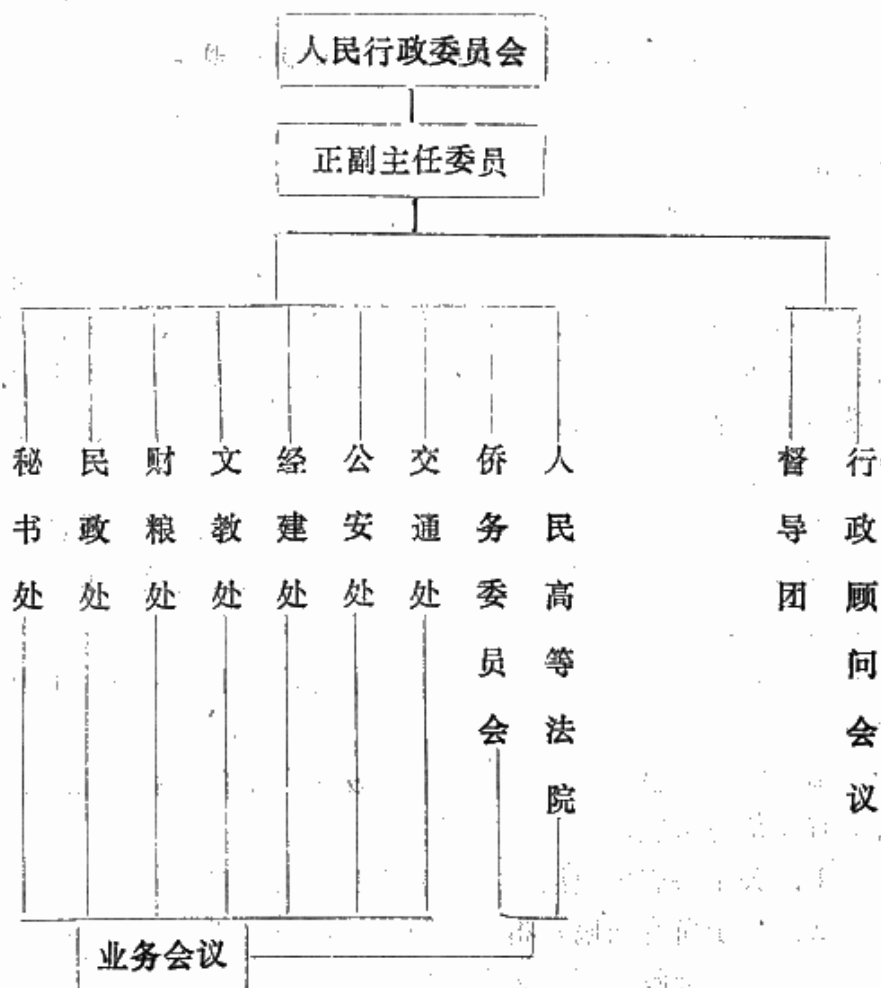 人民行政委员会
正副主任委员
秘书处
民政处
财粮处
文教处
经建处
公安处
交通处
侨务委员会
人民高等法院
督导团
行政顾问会议
业务会议